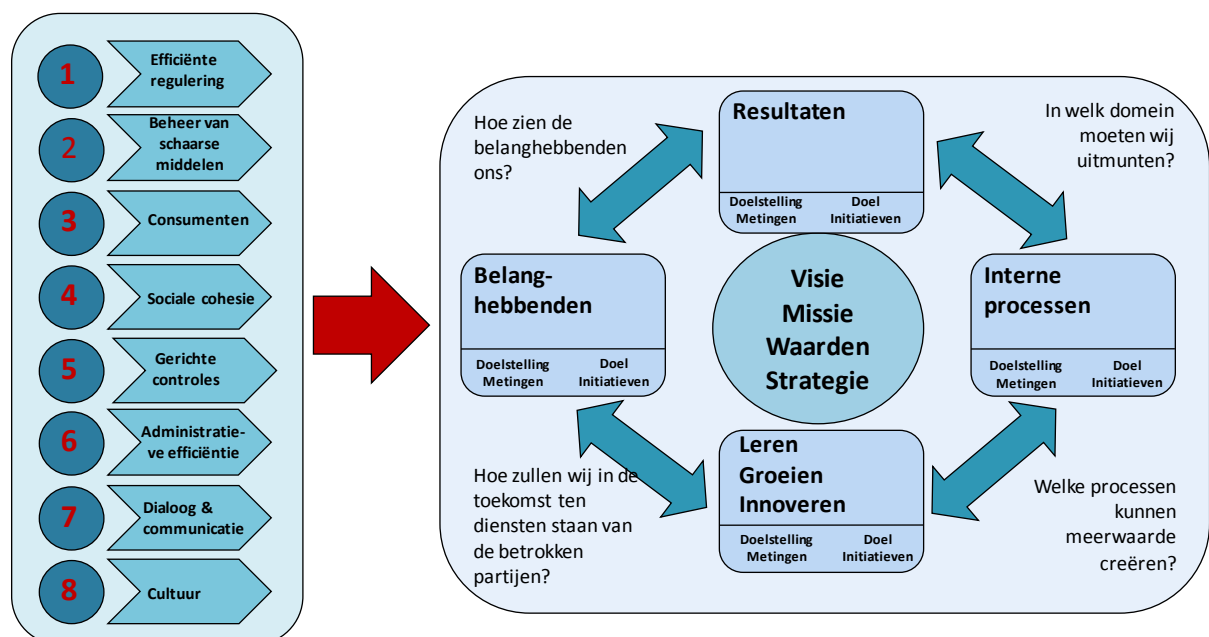 1
Efficiënte
regulering
2
Beheer van
schaarse
middelen
3
Consumenten
4
Sociale cohesie
5
Gerichte
controles
6
Administratie-
ve efficiëntie
7
Dialoog &
communicatie
8
Cultuur
Hoe zien de
belanghebbenden
ons?
Resultaten
Doelstelling Doel
Metingen Initiatieven
In welk domein
moeten wij
uitmunten?
Belang-
hebbenden
Doelstelling Doel
Metingen Initiatieven
Visie
Missie
Waarden
Strategie
Interne
processen
Doelstelling Doel
Metingen Initiatieven
Hoe zullen wij in de
toekomst ten
diensten staan van
de betrokken
partijen?
Leren
Groeien
Innoveren
Doelstelling Doel
Metingen Initiatieven
Welke processen
kunnen
meerwaarde
creëren?